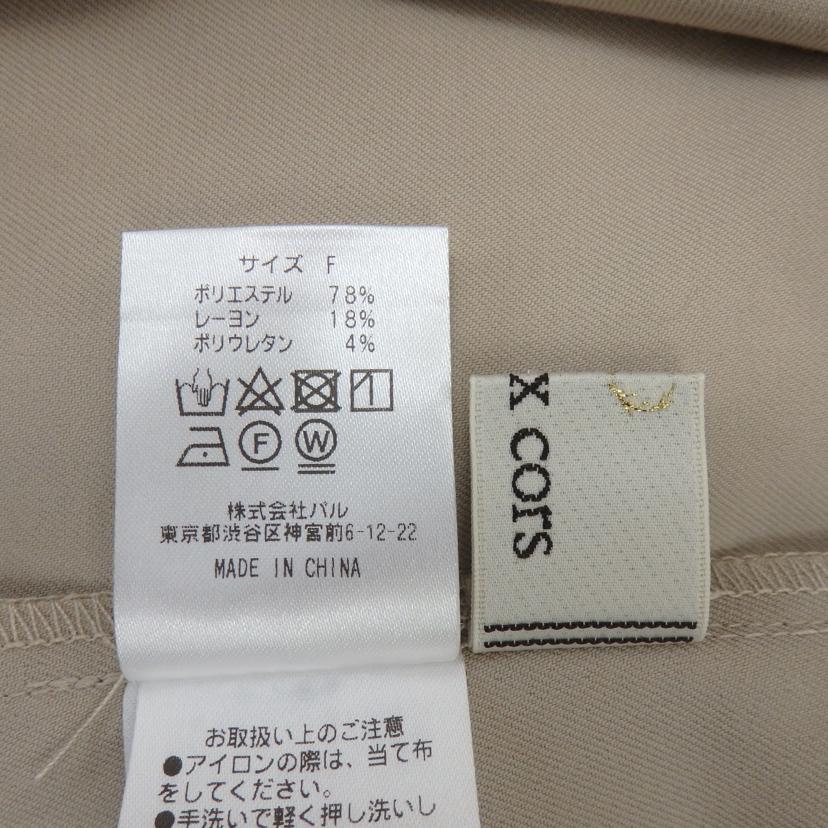 サイズ F
ポリエステル 78%
レーヨン 18%
ポリウレタン 4%
F W
株式会社パル
東京都渋谷区神宮前6-12-22
MADE IN CHINA
お取扱い上のご注意
●アイロンの際は、当て布
をしてください。
●手洗いで軽く押し洗いし
x cors